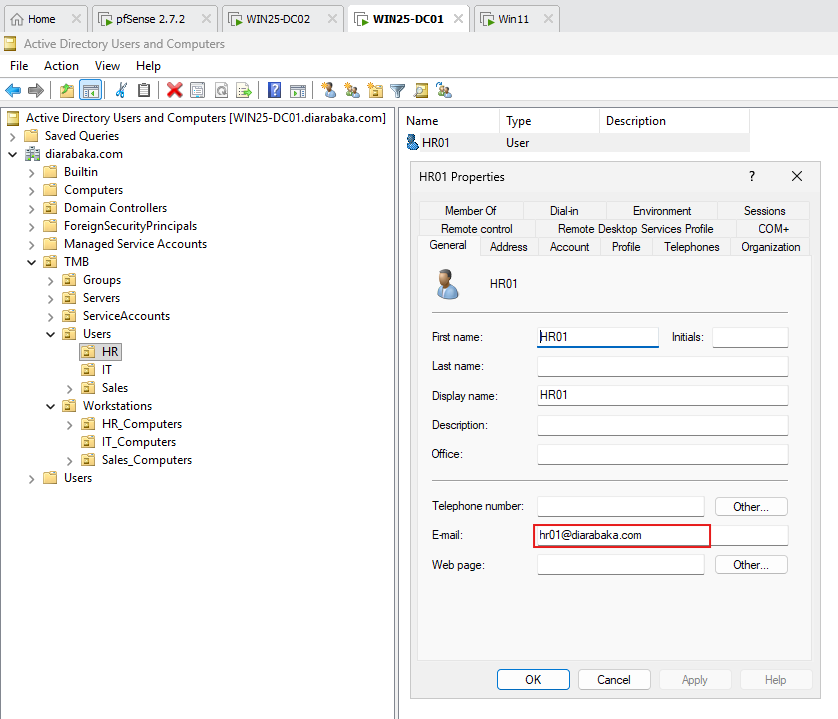 Home
pfSense 2.7.2
WIN25-DC02
WIN25-DC01
Win11
Active Directory Users and Computers
File Action View Help
Active Directory Users and Computers [WIN25-DC01.diarabaka.com]
Saved Queries
diarabaka.com
Builtin
Computers
Domain Controllers
ForeignSecurityPrincipals
Managed Service Accounts
TMB
Groups
Servers
ServiceAccounts
Users
HR
IT
Sales
Workstations
HR_Computers
IT_Computers
Sales_Computers
Users
Name Type Description
HR01 User
HR01 Properties ?
Member Of Dial-in Environment Sessions
Remote control Remote Desktop Services Profile COM+
General Address Account Profile Telephones Organization
HR01
First name: HR01 Initials:
Last name:
Display name: HR01
Description:
Office:
Telephone number: Other...
E-mail: hr01@diarabaka.com
Web page: Other...
OK Cancel Apply Help